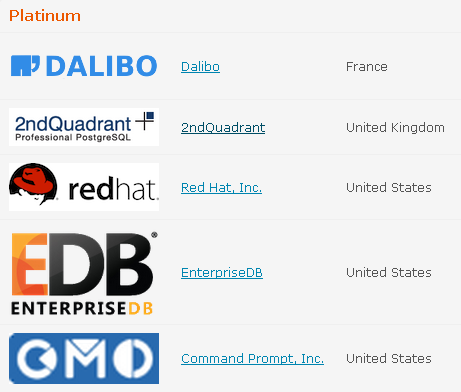 Platinum
DALIBO Dalibo France
2ndQuadrant
Professional PostgreSQL
2ndQuadrant United Kingdom
redhat. Red Hat, Inc. United States
EDB®
ENTERPRISEDB
EnterpriseDB United States
CMD Command Prompt, Inc. United States